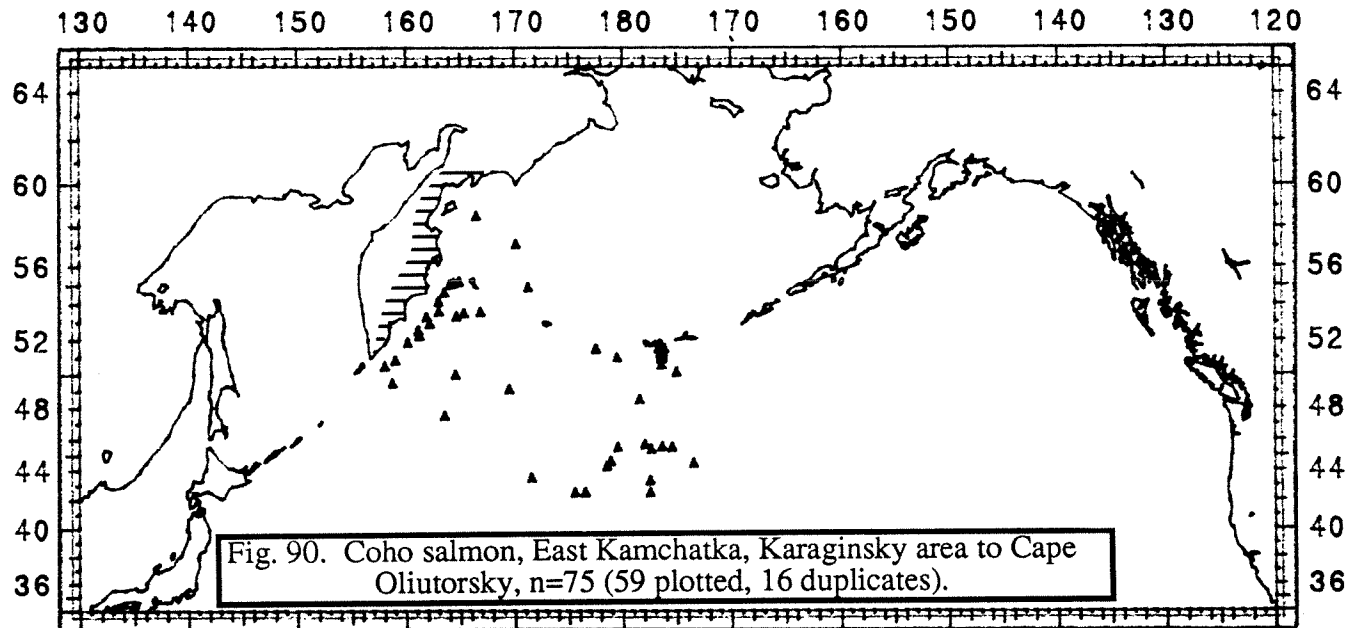 130 140 150 160 170 180 170 160 150 140 130 120
64 64
60 60
56 56
52 52
48 48
44 44
40 40
36 36
Fig. 90. Coho salmon, East Kamchatka, Karaginsky area to Cape
Oliutorsky, n=75 (59 plotted, 16 duplicates).